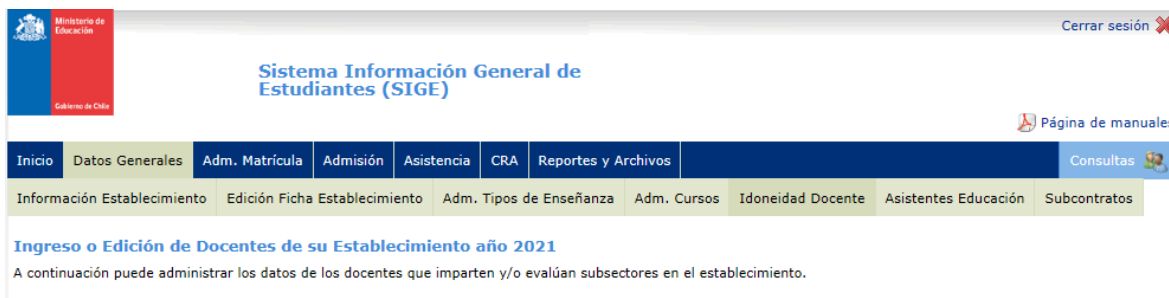 Ministerio de
Educación
Gobierno de Chile
Cerrar sesión
Sistema Información General de
Estudiantes (SIGE)
Página de manuales
Inicio Datos Generales Adm. Matrícula Admisión Asistencia CRA Reportes y Archivos Consultas
Información Establecimiento Edición Ficha Establecimiento Adm. Tipos de Enseñanza Adm. Cursos Idoneidad Docente Asistentes Educación Subcontratos
Ingreso o Edición de Docentes de su Establecimiento año 2021
A continuación puede administrar los datos de los docentes que imparten y/o evalúan subsectores en el establecimiento.